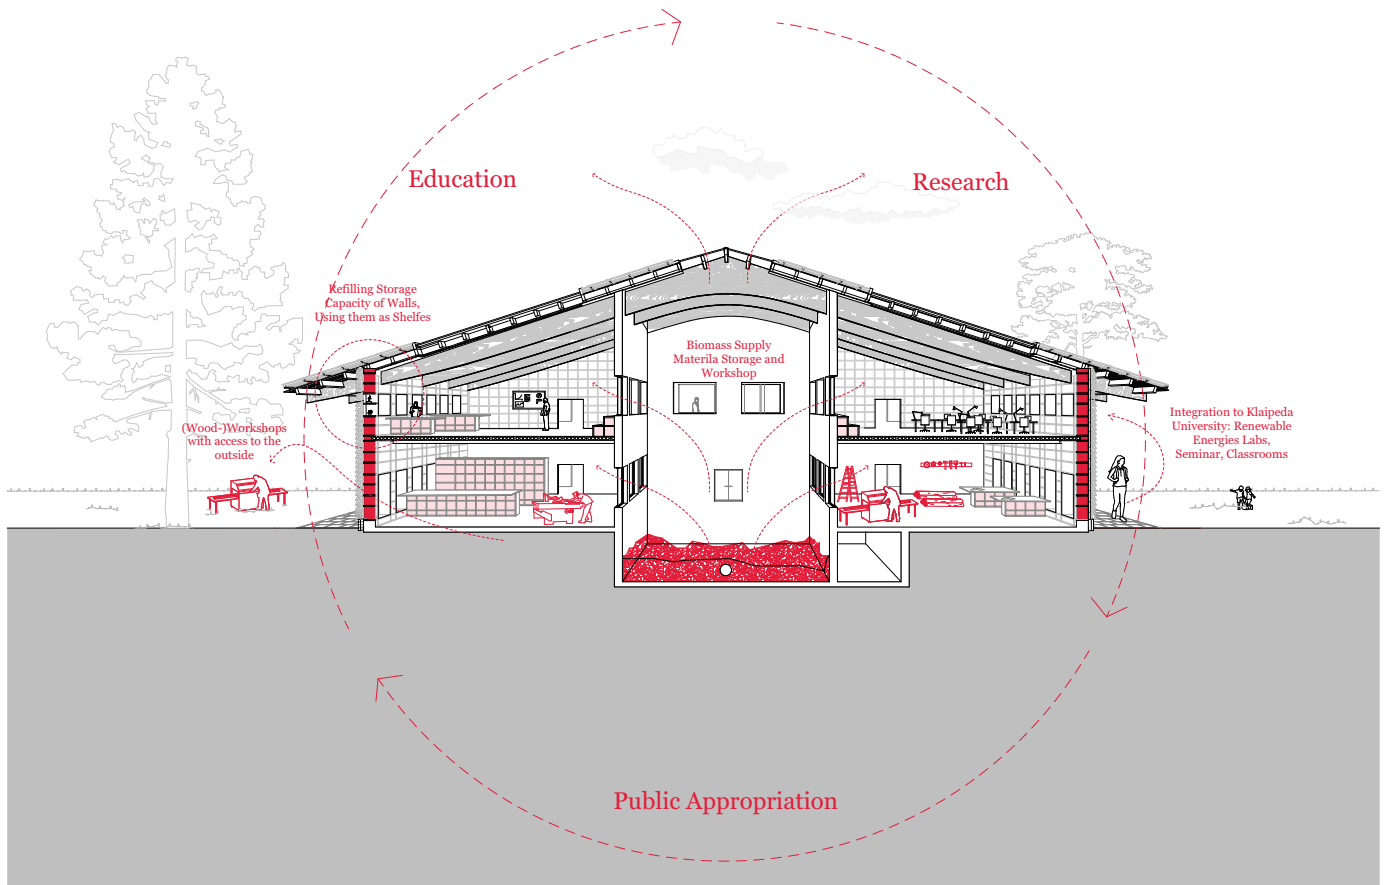 Education
Research
Refilling Storage
Capacity of Walls,
Using them as Shelfes
Biomass Supply
Materila Storage and
Workshop
(Wood-)Workshops
with access to the
outside
Integration to Klaipeda
University: Renewable
Energies Labs,
Seminar, Classrooms
Public Appropriation